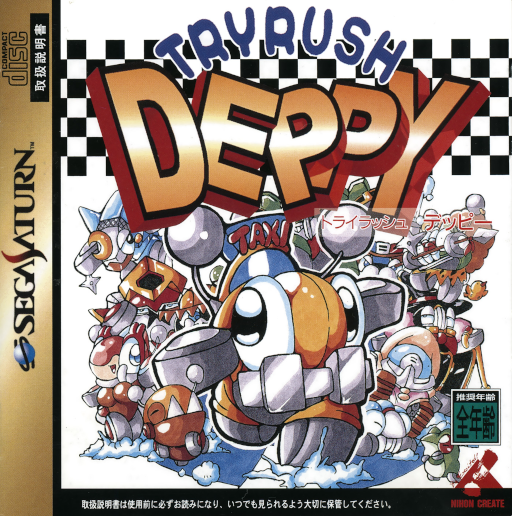 COMPACT
disc
取扱説明書
SEGA SATURN™
TRYRUSH
DEPPY
トライラッシュ デッピー
TAXI
推奨年齢
全年齢
NIHON CREATE
取扱説明書は使用前に必ずお読みになり、いつでも見られるよう大切に保管してください。